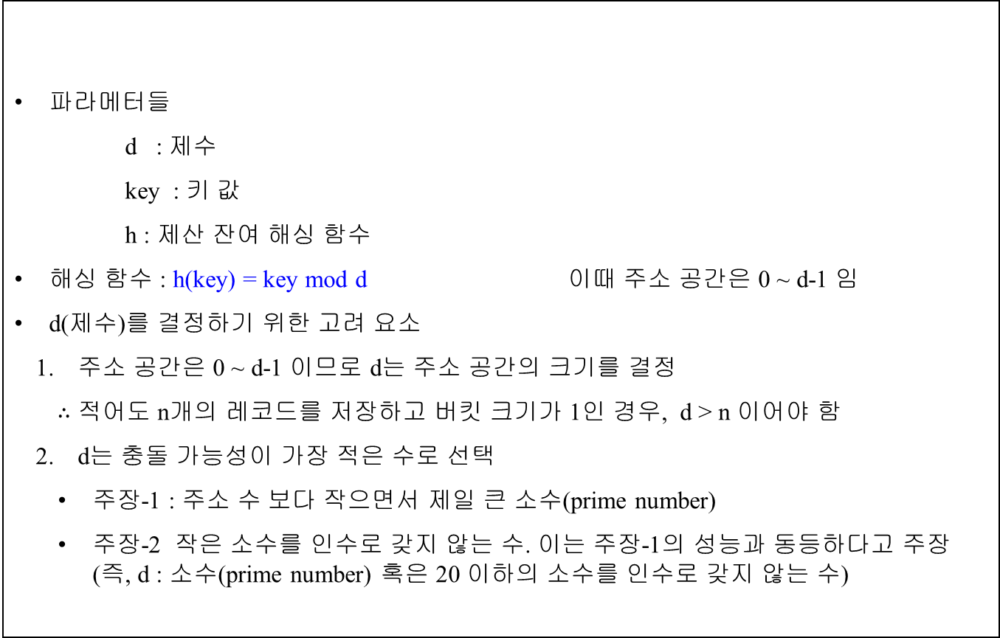 • 파라메터들
d : 제수
key : 키 값
h : 제산 잔여 해싱 함수
• 해싱 함수 : h(key) = key mod d 이때 주소 공간은 0 ~ d-1 임
• d(제수)를 결정하기 위한 고려 요소
1. 주소 공간은 0 ~ d-1 이므로 d는 주소 공간의 크기를 결정
∴ 적어도 n개의 레코드를 저장하고 버킷 크기가 1인 경우, d > n 이어야 함
2. d는 충돌 가능성이 가장 적은 수로 선택
• 주장-1 : 주소 수 보다 작으면서 제일 큰 소수(prime number)
• 주장-2 작은 소수를 인수로 갖지 않는 수. 이는 주장-1의 성능과 동등하다고 주장
(즉, d : 소수(prime number) 혹은 20 이하의 소수를 인수로 갖지 않는 수)